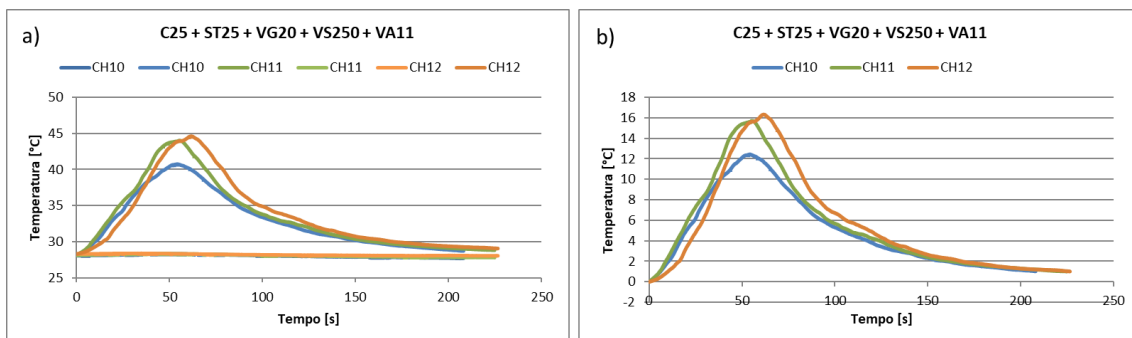 a)
C25 + ST25 + VG20 + VS250 + VA11
CH10 CH10 CH11 CH11 CH12 CH12
Temperatura [°C]
50
45
40
35
30
25
0 50 100 150 200 250
Tempo [s]
b)
C25 + ST25 + VG20 + VS250 + VA11
CH10 CH11 CH12
Temperatura [°C]
18
16
14
12
10
8
6
4
2
0
-2
0 50 100 150 200 250
Tempo [s]